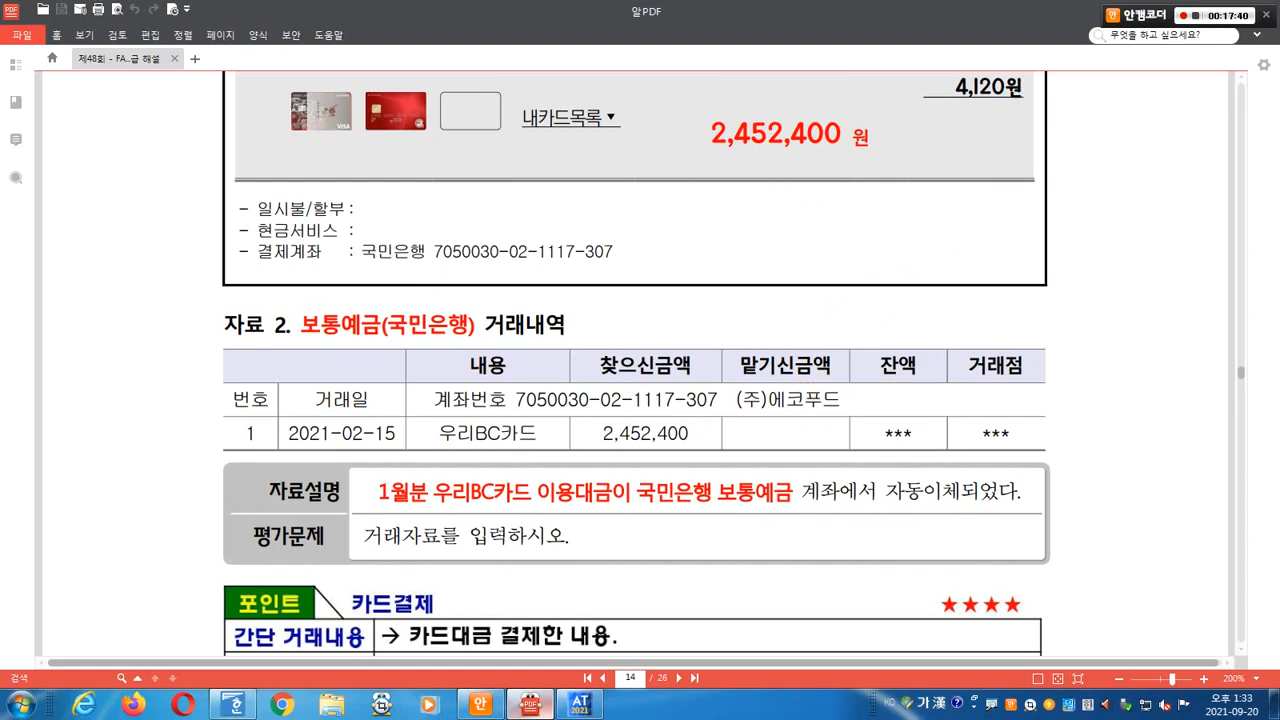 알PDF
안캠코더
00:17:40
파일 홈 보기 검토 편집 정렬 페이지 양식 보안 도움말
무엇을 하고 싶으세요?
제48회 - FA_급 해설
4,120원
VISA
내카드목록 ▼
2,452,400 원
- 일시불/할부 :
- 현금서비스 :
- 결제계좌 : 국민은행 7050030-02-1117-307
자료 2. 보통예금(국민은행) 거래내역
내용 찾으신금액 맡기신금액 잔액 거래점
번호 거래일 계좌번호 7050030-02-1117-307 (주)에코푸드
1 2021-02-15 우리BC카드 2,452,400 *** ***
자료설명 1월분 우리BC카드 이용대금이 국민은행 보통예금 계좌에서 자동이체되었다.
평가문제 거래자료를 입력하시오.
포인트 카드결제 ★★★★
간단 거래내용 → 카드대금 결제한 내용.
검색 14 / 26 200%
오후 1:33
2021-09-20